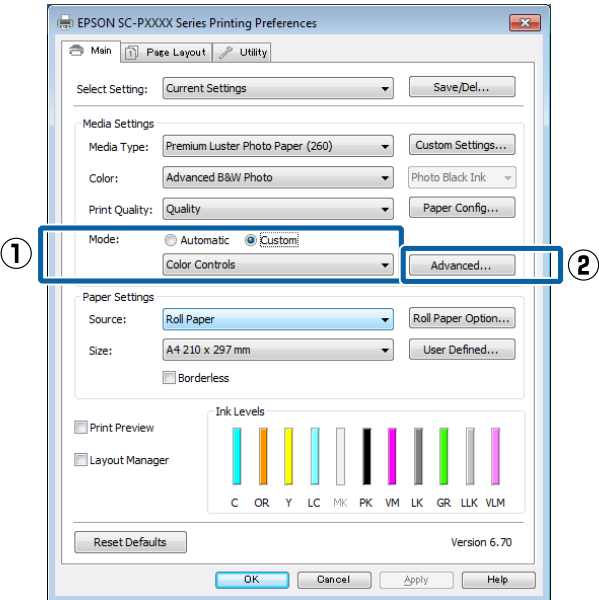 EPSON SC-PXXXX Series Printing Preferences
Main Page Layout Utility
Select Setting: Current Settings Save/Del...
Media Settings
Media Type: Premium Luster Photo Paper (260) Custom Settings...
Color: Advanced B&W Photo Photo Black Ink
Print Quality: Quality Paper Config...
Mode: Automatic Custom
① Color Controls Advanced... ②
Paper Settings
Source: Roll Paper Roll Paper Option...
Size: A4 210 x 297 mm User Defined...
Borderless
Ink Levels
Print Preview
Layout Manager
C OR Y LC MK PK VM LK GR LLK VLM
Reset Defaults Version 6.70
OK Cancel Apply Help